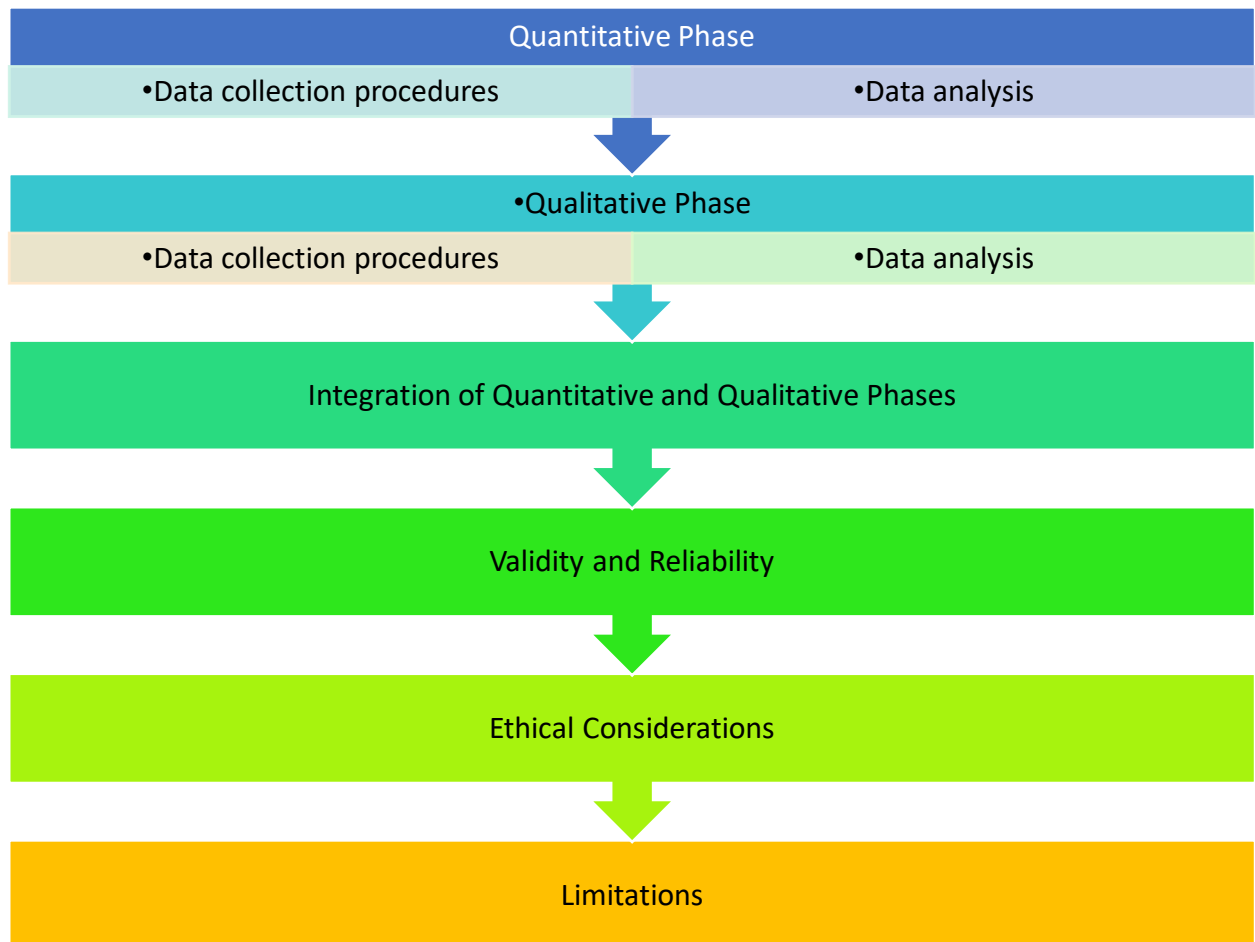 Quantitative Phase
•Data collection procedures
•Data analysis
•Qualitative Phase
•Data collection procedures
•Data analysis
Integration of Quantitative and Qualitative Phases
Validity and Reliability
Ethical Considerations
Limitations